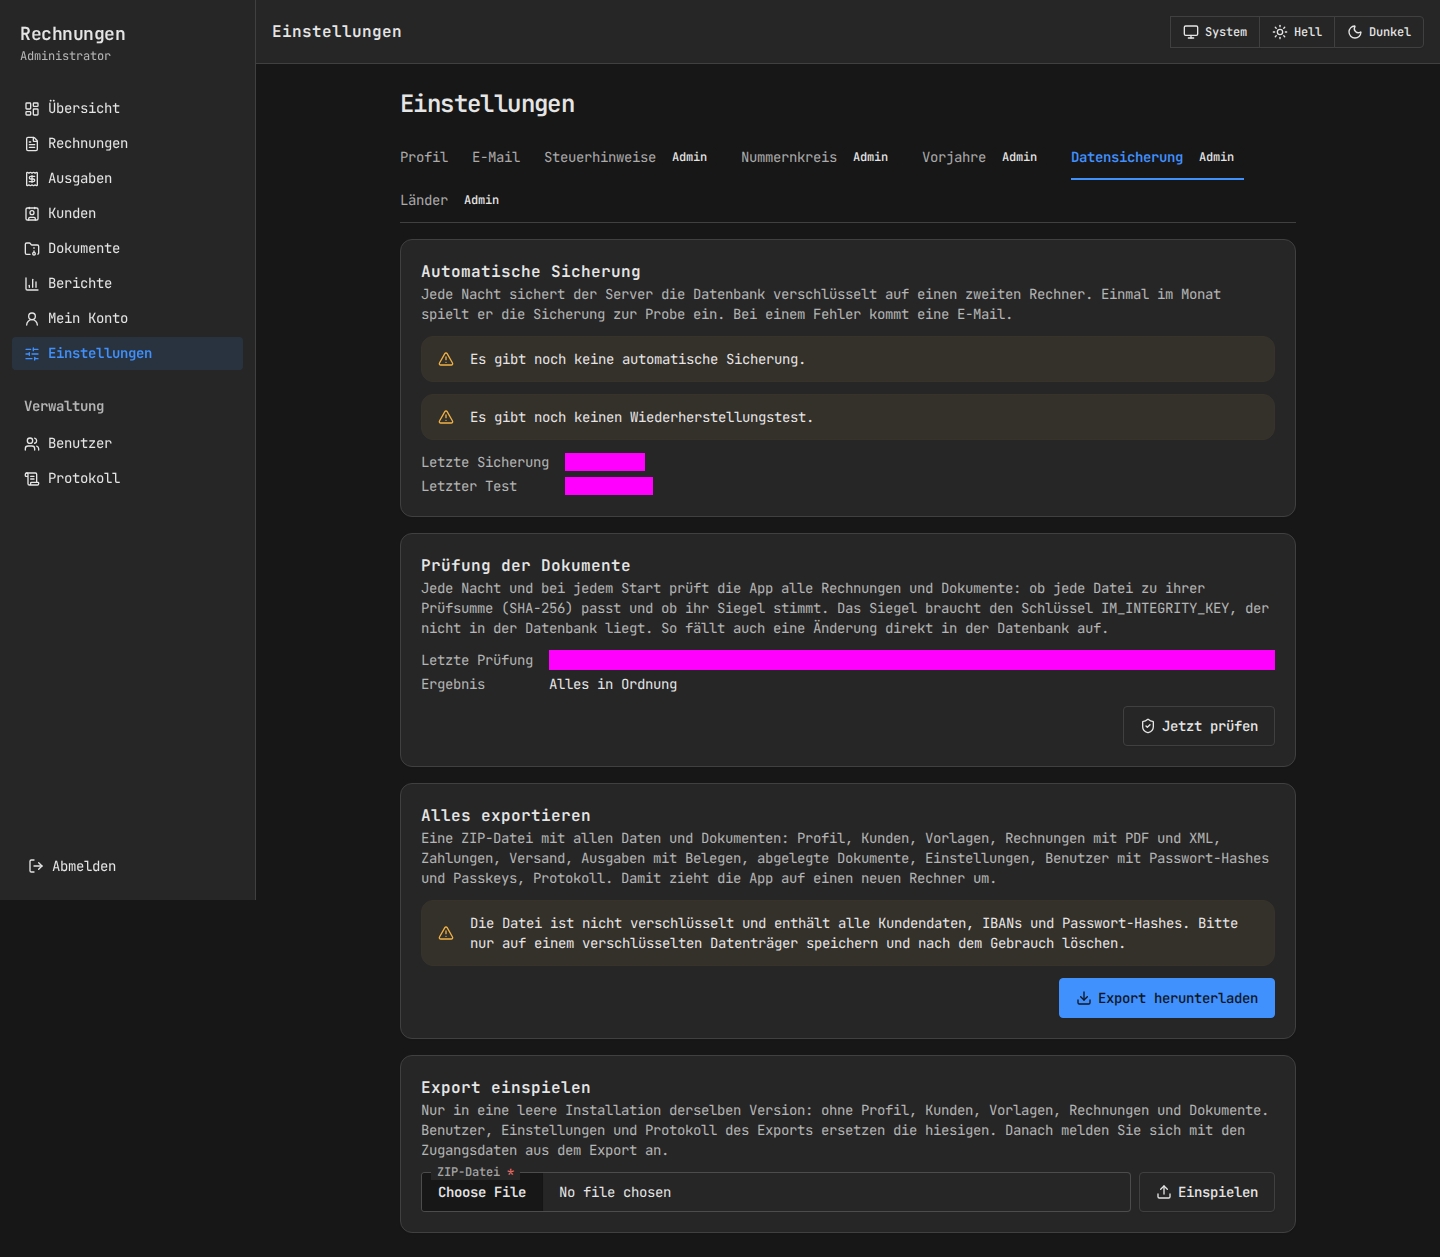 Rechnungen
Administrator
Übersicht
Rechnungen
Ausgaben
Kunden
Dokumente
Berichte
Mein Konto
Einstellungen
Verwaltung
Benutzer
Protokoll
Abmelden
Einstellungen
System
Hell
Dunkel
Einstellungen
Profil
E-Mail
Steuerhinweise Admin
Nummernkreis Admin
Vorjahre Admin
Datensicherung Admin
Länder Admin
Automatische Sicherung
Jede Nacht sichert der Server die Datenbank verschlüsselt auf einen zweiten Rechner. Einmal im Monat
spielt er die Sicherung zur Probe ein. Bei einem Fehler kommt eine E-Mail.
Es gibt noch keine automatische Sicherung.
Es gibt noch keinen Wiederherstellungstest.
Letzte Sicherung
Letzter Test
Prüfung der Dokumente
Jede Nacht und bei jedem Start prüft die App alle Rechnungen und Dokumente: ob jede Datei zu ihrer
Prüfsumme (SHA-256) passt und ob ihr Siegel stimmt. Das Siegel braucht den Schlüssel IM_INTEGRITY_KEY, der
nicht in der Datenbank liegt. So fällt auch eine Änderung direkt in der Datenbank auf.
Letzte Prüfung
Ergebnis Alles in Ordnung
Jetzt prüfen
Alles exportieren
Eine ZIP-Datei mit allen Daten und Dokumenten: Profil, Kunden, Vorlagen, Rechnungen mit PDF und XML,
Zahlungen, Versand, Ausgaben mit Belegen, abgelegte Dokumente, Einstellungen, Benutzer mit Passwort-Hashes
und Passkeys, Protokoll. Damit zieht die App auf einen neuen Rechner um.
Die Datei ist nicht verschlüsselt und enthält alle Kundendaten, IBANs und Passwort-Hashes. Bitte
nur auf einem verschlüsselten Datenträger speichern und nach dem Gebrauch löschen.
Export herunterladen
Export einspielen
Nur in eine leere Installation derselben Version: ohne Profil, Kunden, Vorlagen, Rechnungen und Dokumente.
Benutzer, Einstellungen und Protokoll des Exports ersetzen die hiesigen. Danach melden Sie sich mit den
Zugangsdaten aus dem Export an.
ZIP-Datei *
Choose File No file chosen
Einspielen